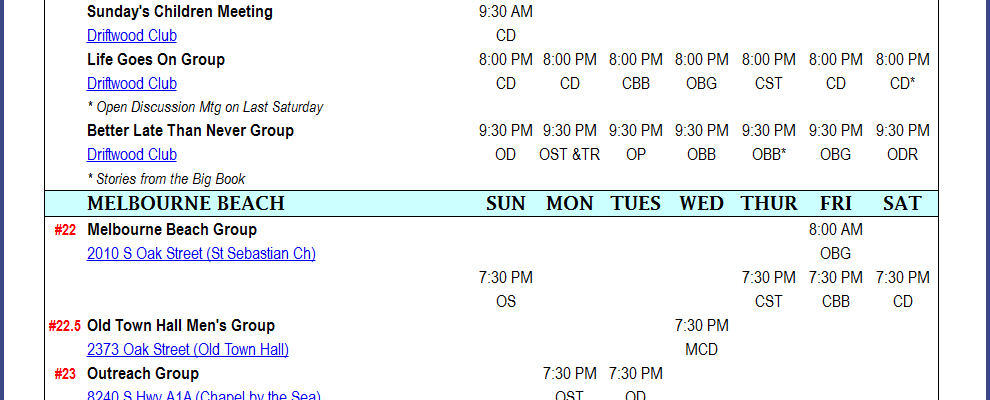 Sunday's Children Meeting 9:30 AM
Driftwood Club CD
Life Goes On Group 8:00 PM 8:00 PM 8:00 PM 8:00 PM 8:00 PM 8:00 PM 8:00 PM
Driftwood Club CD CD CBB OBG CST CD CD*
* Open Discussion Mtg on Last Saturday
Better Late Than Never Group 9:30 PM 9:30 PM 9:30 PM 9:30 PM 9:30 PM 9:30 PM 9:30 PM
Driftwood Club OD OST &TR OP OBB OBB* OBG ODR
* Stories from the Big Book
MELBOURNE BEACH SUN MON TUES WED THUR FRI SAT
#22 Melbourne Beach Group 8:00 AM
2010 S Oak Street (St Sebastian Ch) OBG
7:30 PM 7:30 PM 7:30 PM 7:30 PM
OS CST CBB CD
#22.5 Old Town Hall Men's Group 7:30 PM
2373 Oak Street (Old Town Hall) MCD
#23 Outreach Group 7:30 PM 7:30 PM
8240 S Hwy A1A (Chapel by the Sea) OST OD